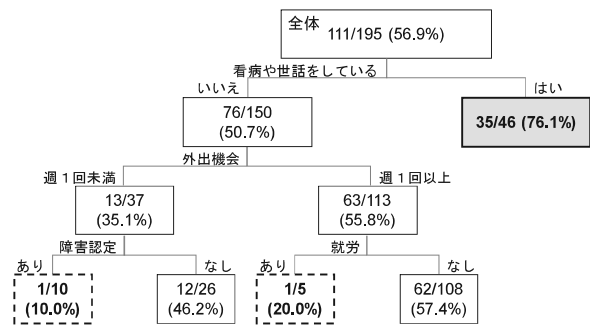 全体
111/195 (56.9%)
看病や世話をしている
いいえ
はい
76/150
(50.7%)
35/46 (76.1%)
外出機会
週１回未満
週１回以上
13/37
(35.1%)
63/113
(55.8%)
障害認定
就労
あり
なし
あり
なし
1/10
(10.0%)
12/26
(46.2%)
1/5
(20.0%)
62/108
(57.4%)